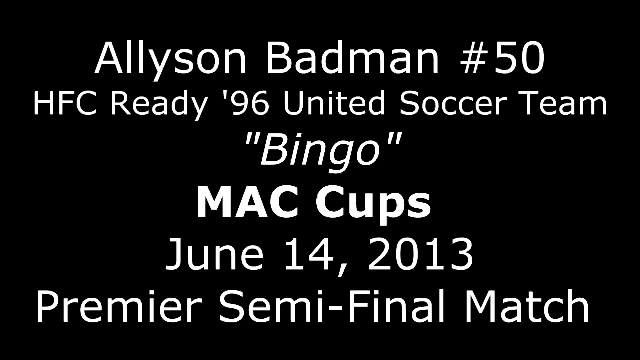 Allyson Badman #50
HFC Ready '96 United Soccer Team
"Bingo"
MAC Cups
June 14, 2013
Premier Semi-Final Match